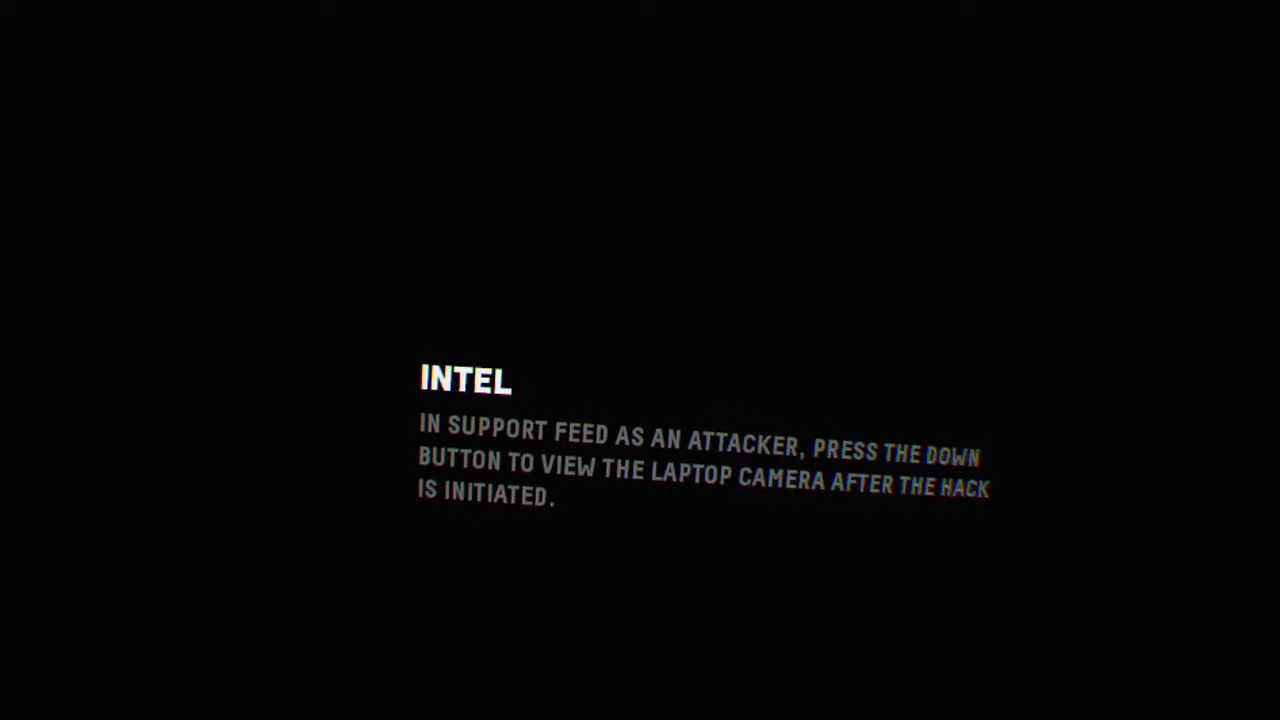 INTEL
IN SUPPORT FEED AS AN ATTACKER, PRESS THE DOWN
BUTTON TO VIEW THE LAPTOP CAMERA AFTER THE HACK
IS INITIATED.